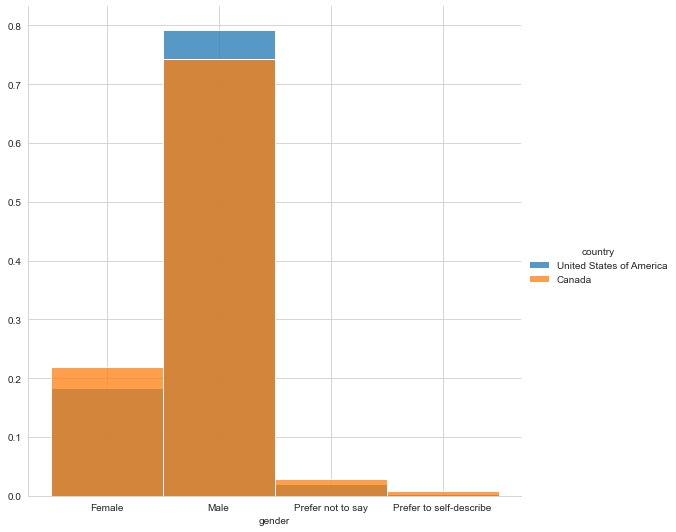 0.8
0.7
0.6
0.5
0.4
0.3
0.2
0.1
0.0
Female Male Prefer not to say Prefer to self-describe
gender
country
United States of America
Canada